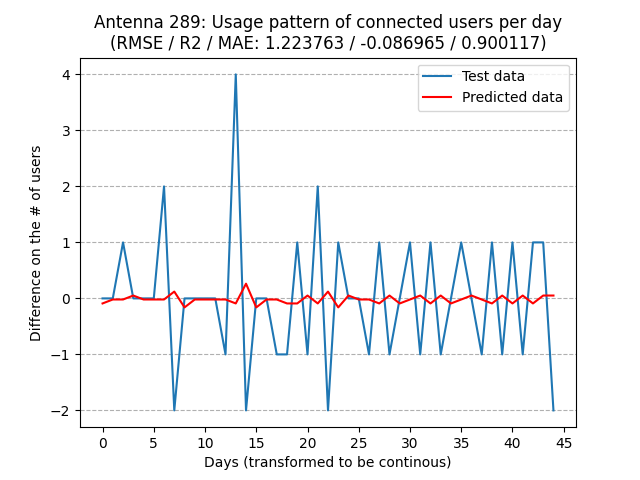 Antenna 289: Usage pattern of connected users per day
(RMSE / R2 / MAE: 1.223763 / -0.086965 / 0.900117)
Test data
Predicted data
Difference on the # of users
4
3
2
1
0
−1
−2
0 5 10 15 20 25 30 35 40 45
Days (transformed to be continous)